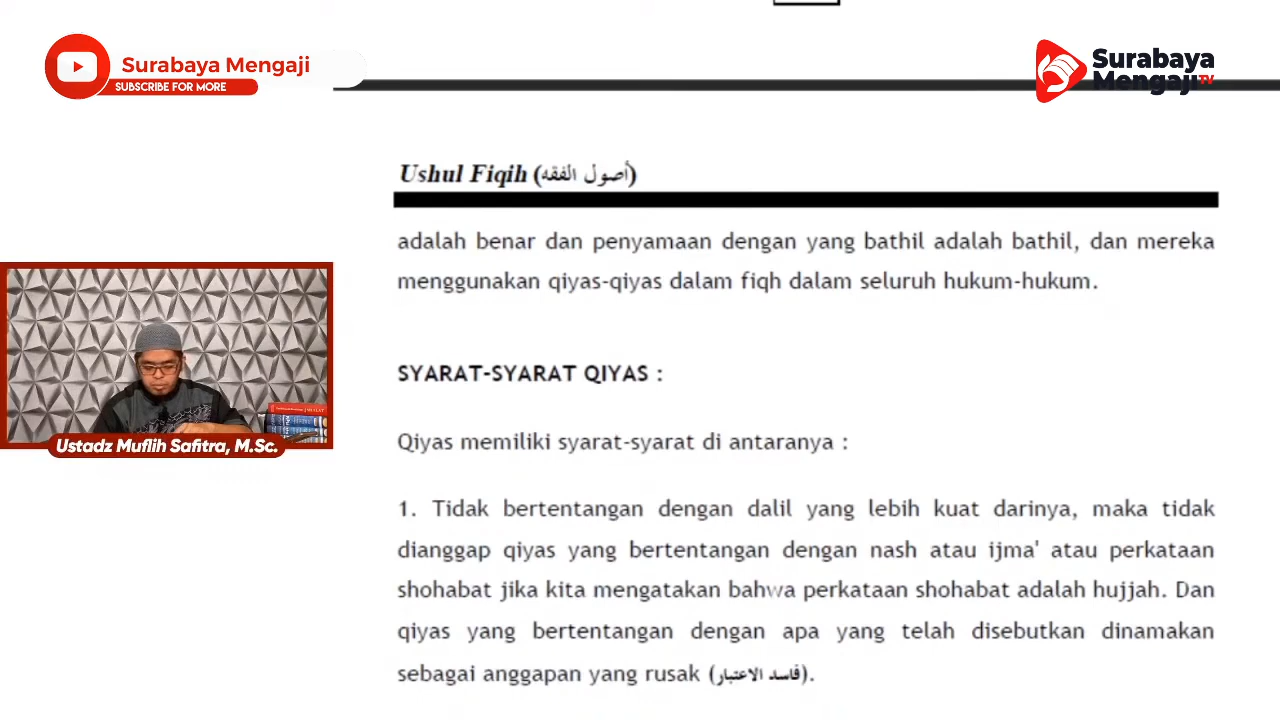 Surabaya Mengaji
SUBSCRIBE FOR MORE
Surabaya
Mengaji TV
Ushul Fiqih (أصول الفقه)
adalah benar dan penyamaan dengan yang bathil adalah bathil, dan mereka
menggunakan qiyas-qiyas dalam fiqh dalam seluruh hukum-hukum.
SYARAT-SYARAT QIYAS :
Qiyas memiliki syarat-syarat di antaranya :
1. Tidak bertentangan dengan dalil yang lebih kuat darinya, maka tidak
dianggap qiyas yang bertentangan dengan nash atau ijma' atau perkataan
shohabat jika kita mengatakan bahwa perkataan shohabat adalah hujjah. Dan
qiyas yang bertentangan dengan apa yang telah disebutkan dinamakan
sebagai anggapan yang rusak (فاسد الاعتبار).
Ustadz Muflih Safitra, M.Sc.